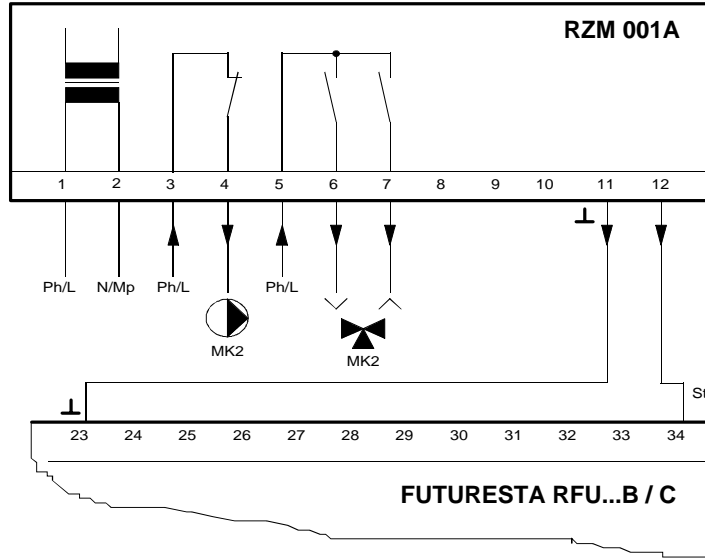 RZM 001A
1 2 3 4 5 6 7 8 9 10 11 12
Ph/L N/Mp Ph/L Ph/L
MK2 MK2
St
23 24 25 26 27 28 29 30 31 32 33 34
FUTURESTA RFU...B / C